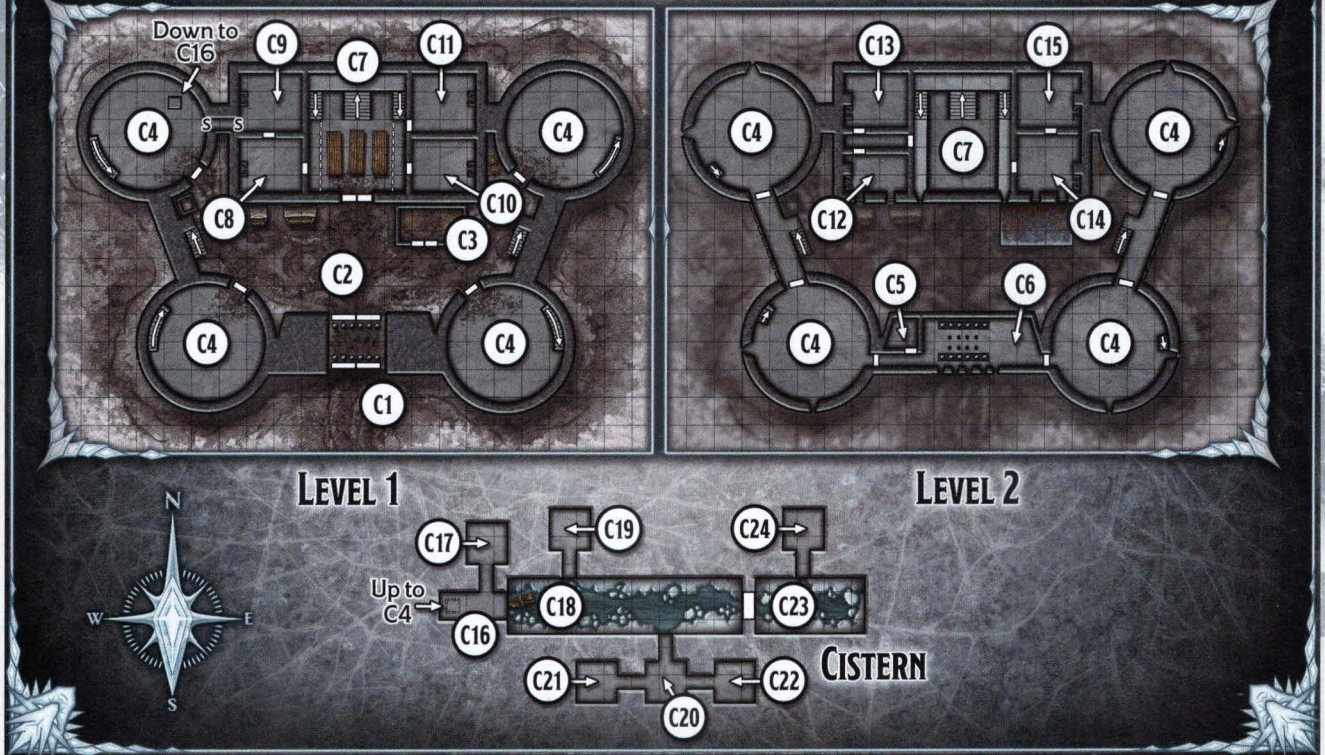 Down to
C16
C9
C7
C11
C4
S S
C4
C8
C10
C3
C2
C4
C4
C1
LEVEL 1
C13
C15
C4
C7
C4
C12
C14
C5
C6
C4
C4
LEVEL 2
N
W
E
S
C17
C19
C24
Up to
C4
C16
C18
C23
C21
C22
C20
CISTERN